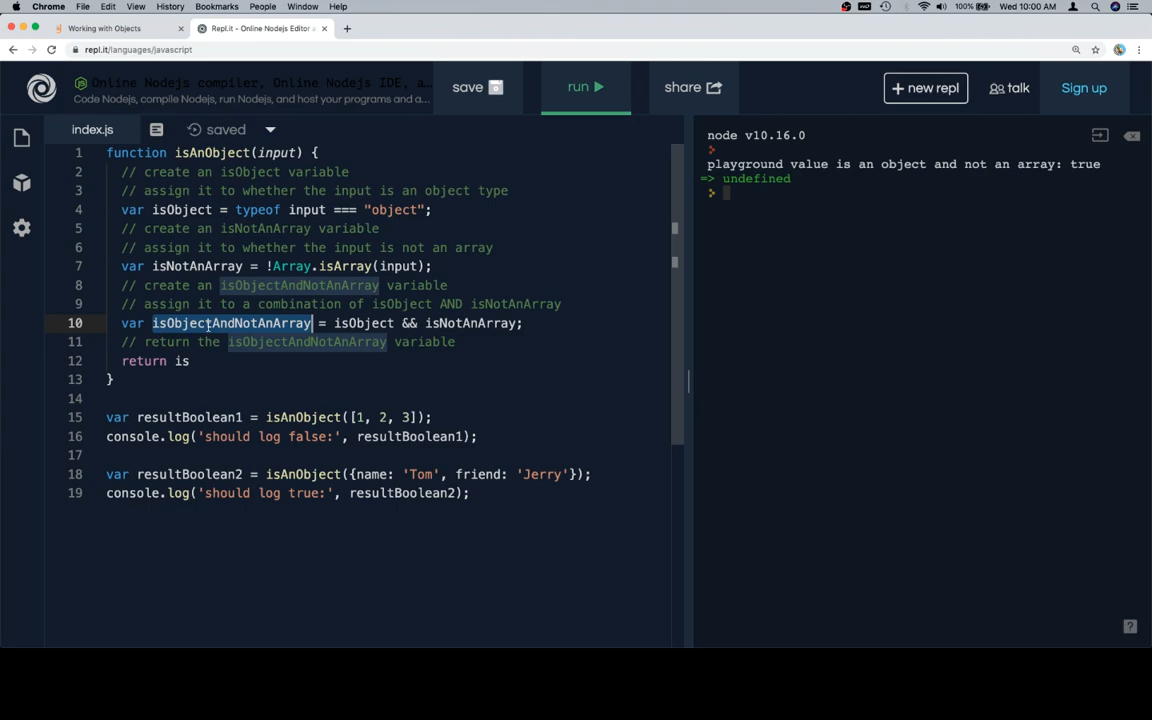 Chrome File Edit View History Bookmarks People Window Help
100% Wed 10:00 AM
Working with Objects
Repl.it - Online Nodejs Editor a
repl.it/languages/javascript
Online Nodejs compiler, Online Nodejs IDE, a...
Code Nodejs, compile Nodejs, run Nodejs, and host your programs and a...
save run share + new repl talk Sign up
index.js saved
1 function isAnObject(input) {
2 // create an isObject variable
3 // assign it to whether the input is an object type
4 var isObject = typeof input === "object";
5 // create an isNotAnArray variable
6 // assign it to whether the input is not an array
7 var isNotAnArray = !Array.isArray(input);
8 // create an isObjectAndNotAnArray variable
9 // assign it to a combination of isObject AND isNotAnArray
10 var isObjectAndNotAnArray = isObject && isNotAnArray;
11 // return the isObjectAndNotAnArray variable
12 return is
13 }
14
15 var resultBoolean1 = isAnObject([1, 2, 3]);
16 console.log('should log false:', resultBoolean1);
17
18 var resultBoolean2 = isAnObject({name: 'Tom', friend: 'Jerry'});
19 console.log('should log true:', resultBoolean2);
node v10.16.0
playground value is an object and not an array: true
=> undefined
?